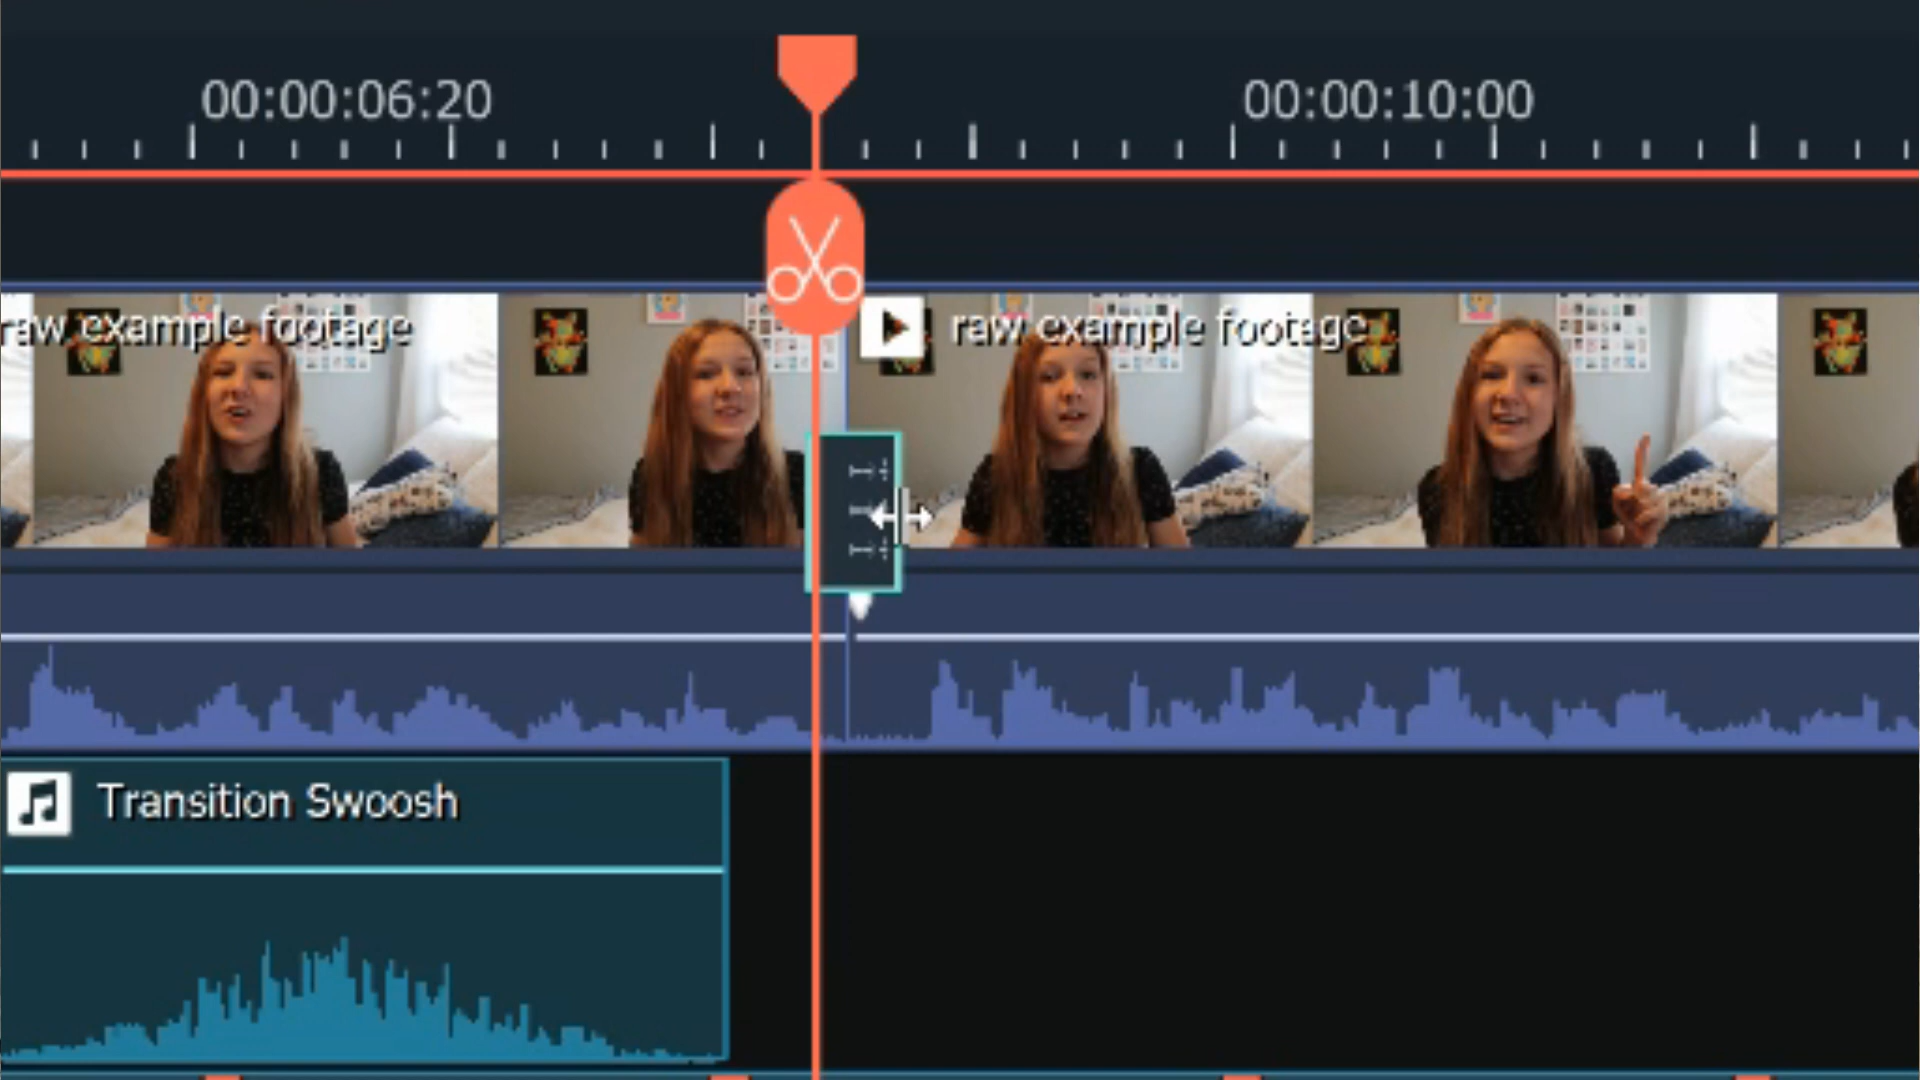 00:00:06:20
00:00:10:00
raw example footage
raw example footage
Transition Swoosh